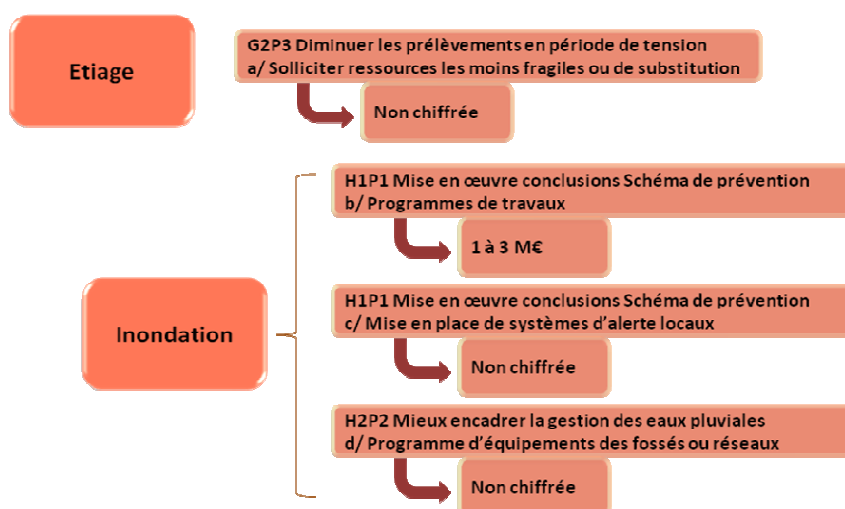 Etiage
G2P3 Diminuer les prélèvements en période de tension
a/ Solliciter ressources les moins fragiles ou de substitution
Non chiffrée
Inondation
H1P1 Mise en œuvre conclusions Schéma de prévention
b/ Programmes de travaux
1 à 3 M€
H1P1 Mise en œuvre conclusions Schéma de prévention
c/ Mise en place de systèmes d'alerte locaux
Non chiffrée
H2P2 Mieux encadrer la gestion des eaux pluviales
d/ Programme d'équipements des fossés ou réseaux
Non chiffrée